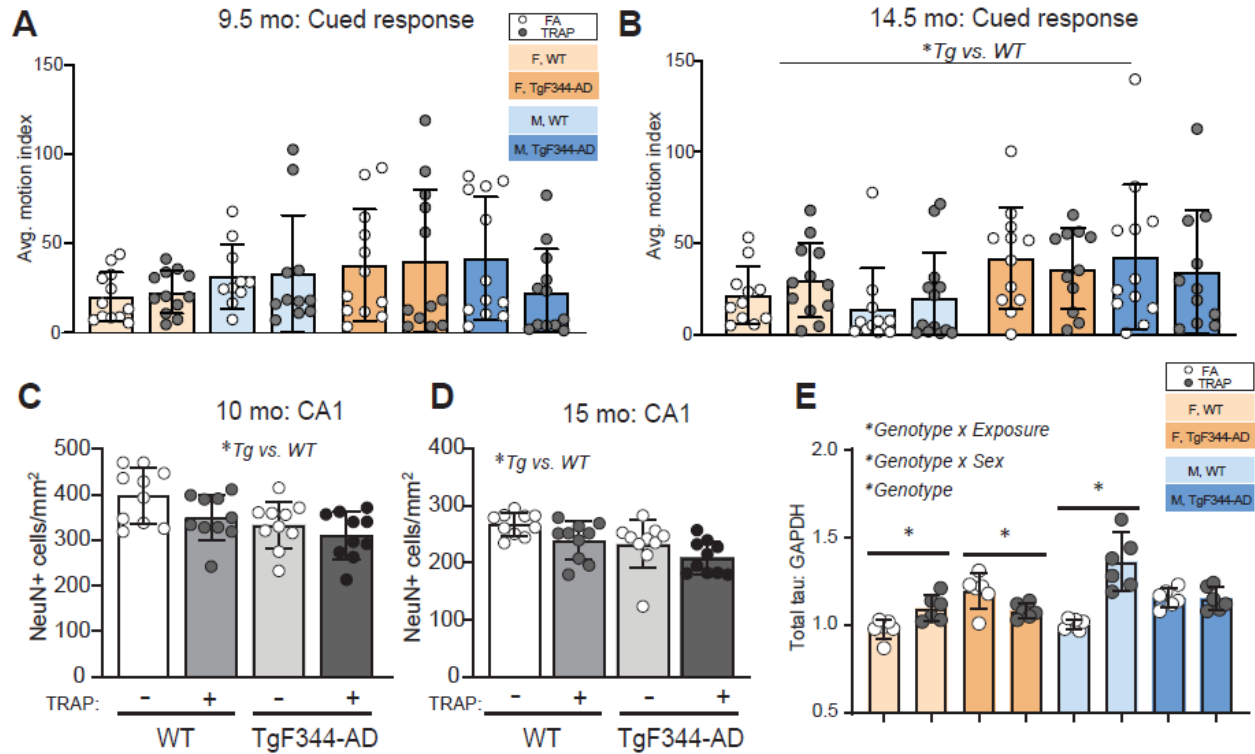 A
9.5 mo: Cued response
FA
TRAP
F, WT
F, TgF344-AD
M, WT
M, TgF344-AD
Avg. motion index
150
100
50
0
B
14.5 mo: Cued response
*Tg vs. WT
Avg. motion index
150
100
50
0
C
10 mo: CA1
*Tg vs. WT
NeuN+ cells/mm²
500
400
300
200
100
0
TRAP: - + - +
WT TgF344-AD
D
15 mo: CA1
*Tg vs. WT
NeuN+ cells/mm²
400
300
200
100
0
TRAP: - + - +
WT TgF344-AD
E
FA
TRAP
F, WT
F, TgF344-AD
M, WT
M, TgF344-AD
*Genotype x Exposure
*Genotype x Sex
*Genotype
Total tau: GAPDH
2.0
1.5
1.0
0.5
* * *